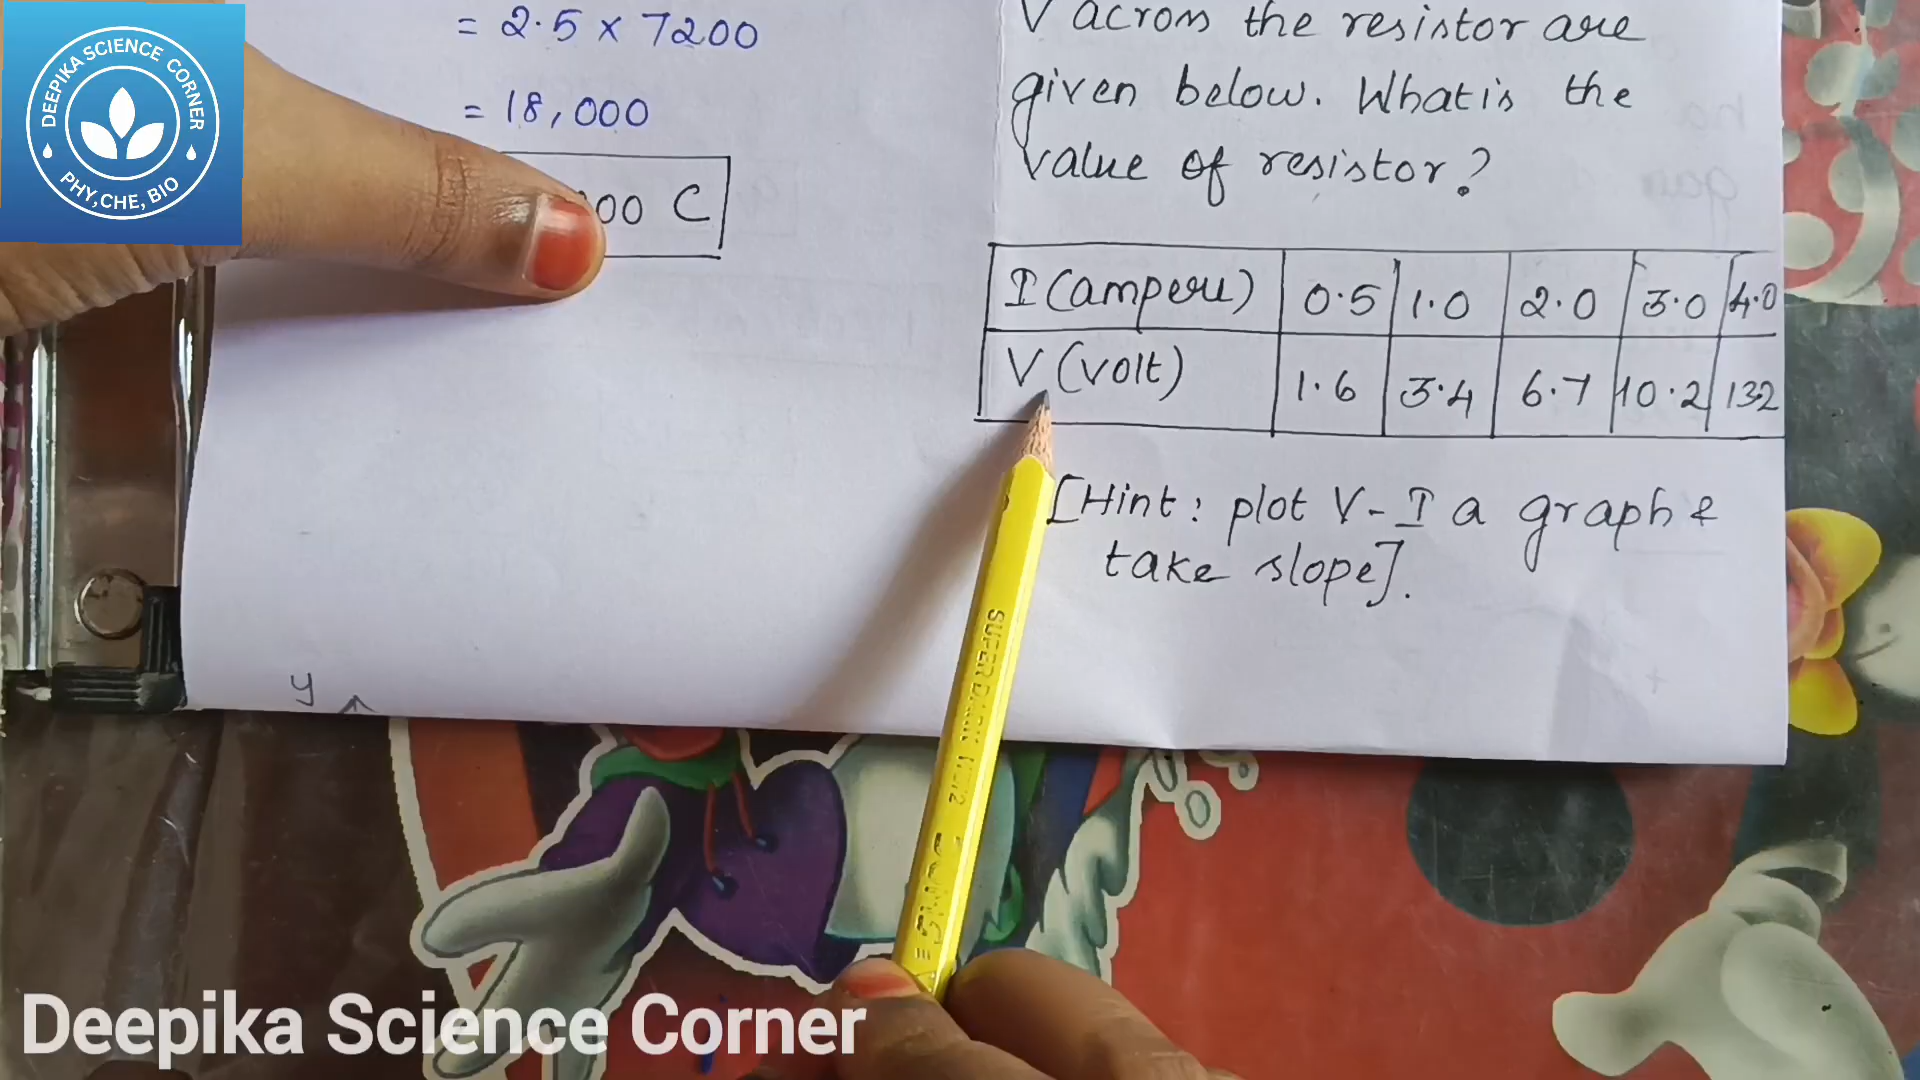 DEEPIKA SCIENCE CORNER
PHY, CHE, BIO
= 2.5 × 7200
= 18,000
00 C
y
V across the resistor are
given below. What is the
value of resistor?
I (ampere) 0.5 1.0 2.0 3.0 4.0
V (volt) 1.6 3.4 6.7 10.2 13.2
[Hint: plot V-I a graph &
take slope].
Deepika Science Corner